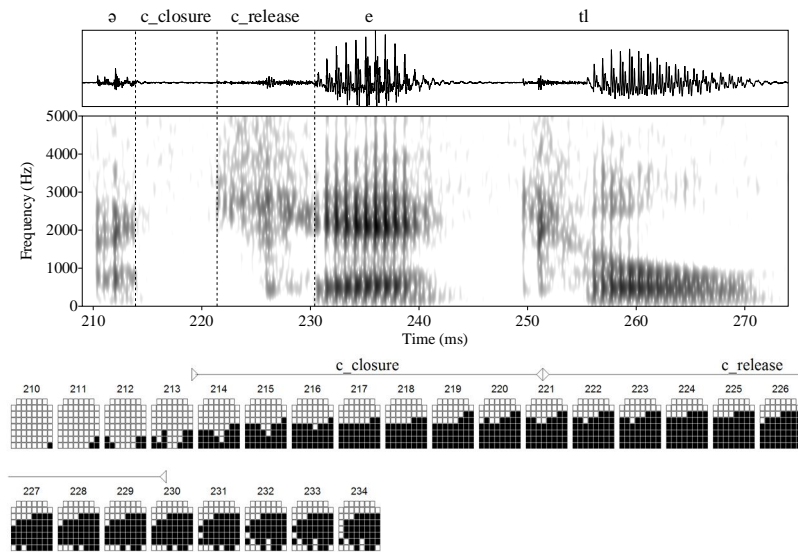 ə c_closure c_release e tl
5000
4000
3000
2000
1000
0
Frequency (Hz)
210 220 230 240 250 260 270
Time (ms)
c_closure c_release
210 211 212 213 214 215 216 217 218 219 220 221 222 223 224 225 226
227 228 229 230 231 232 233 234